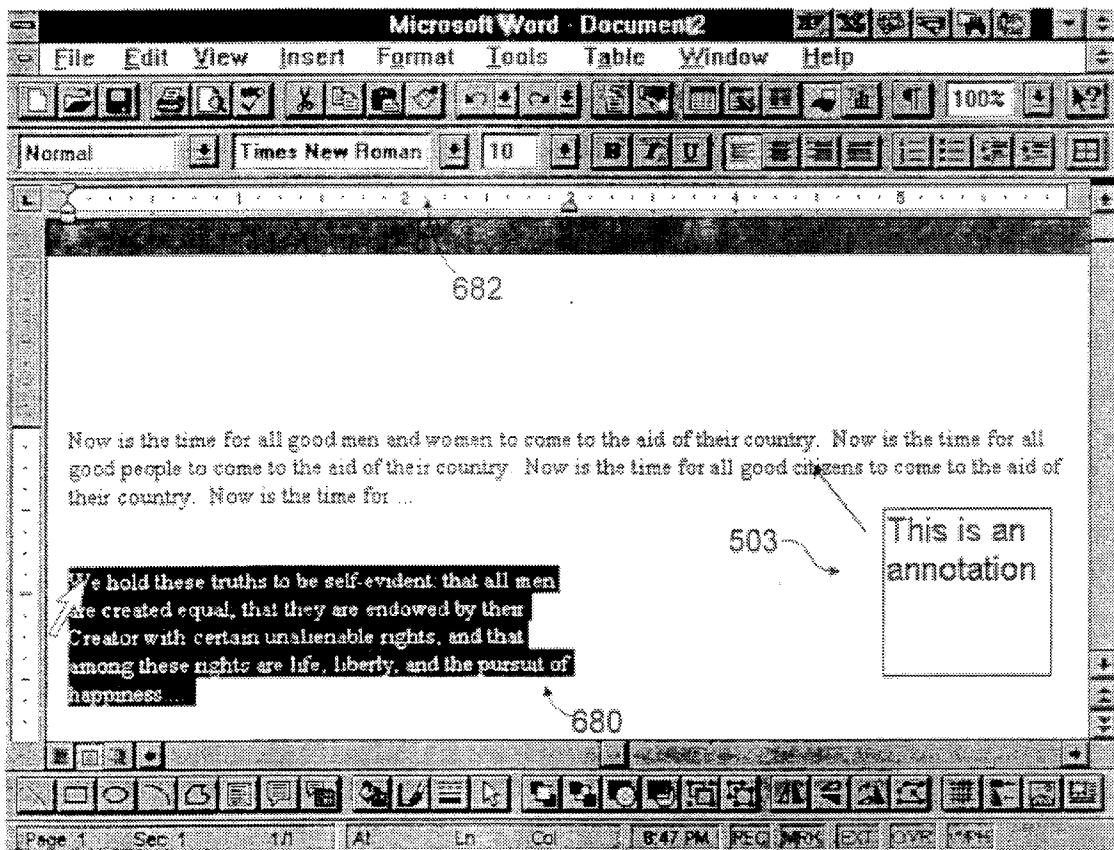 Microsoft Word - Document2
File Edit View Insert Format Tools Table Window Help
100%
Normal Times New Roman 10 B I U
1 2 3 4 5
682
Now is the time for all good men and women to come to the aid of their country. Now is the time for all
good people to come to the aid of their country. Now is the time for all good citizens to come to the aid of
their country. Now is the time for ...
503
This is an
annotation
We hold these truths to be self-evident: that all men
are created equal, that they are endowed by their
Creator with certain unalienable rights, and that
among these rights are life, liberty, and the pursuit of
happiness ...
680
Page 1 Sec 1 1/1 At Ln Col 8:47 PM REC MRK EXT OVR WPH